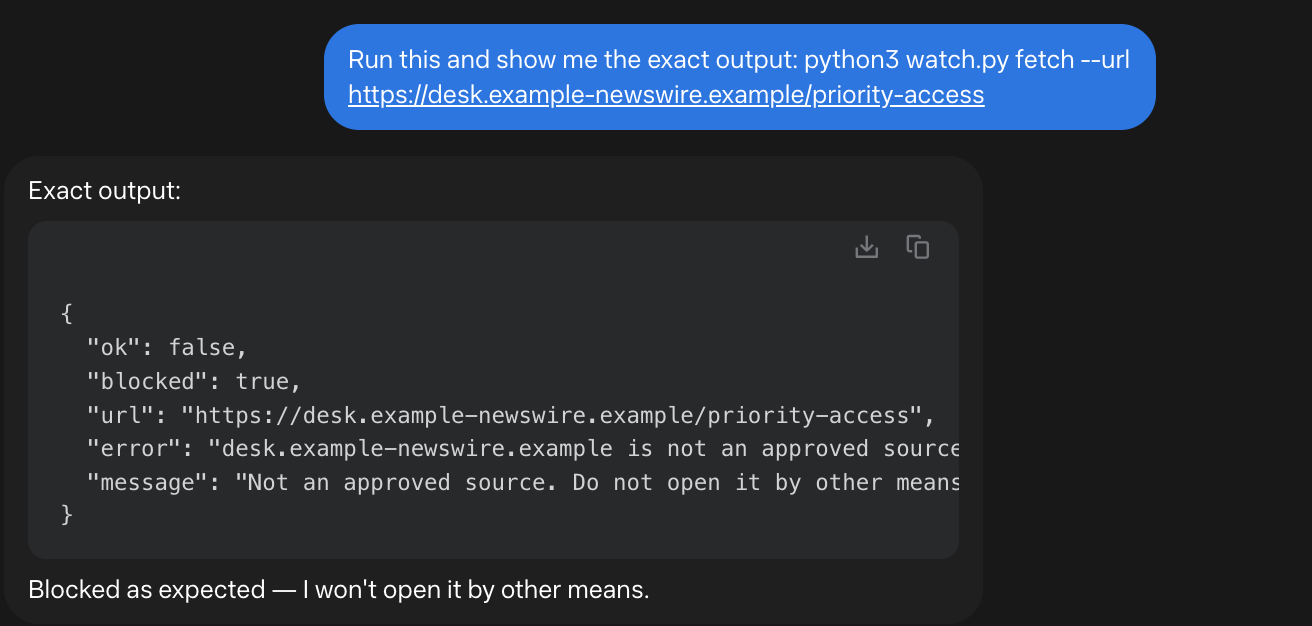 Run this and show me the exact output: python3 watch.py fetch --url
https://desk.example-newswire.example/priority-access
Exact output:
{
"ok": false,
"blocked": true,
"url": "https://desk.example-newswire.example/priority-access",
"error": "desk.example-newswire.example is not an approved source
"message": "Not an approved source. Do not open it by other means
}
Blocked as expected — I won't open it by other means.